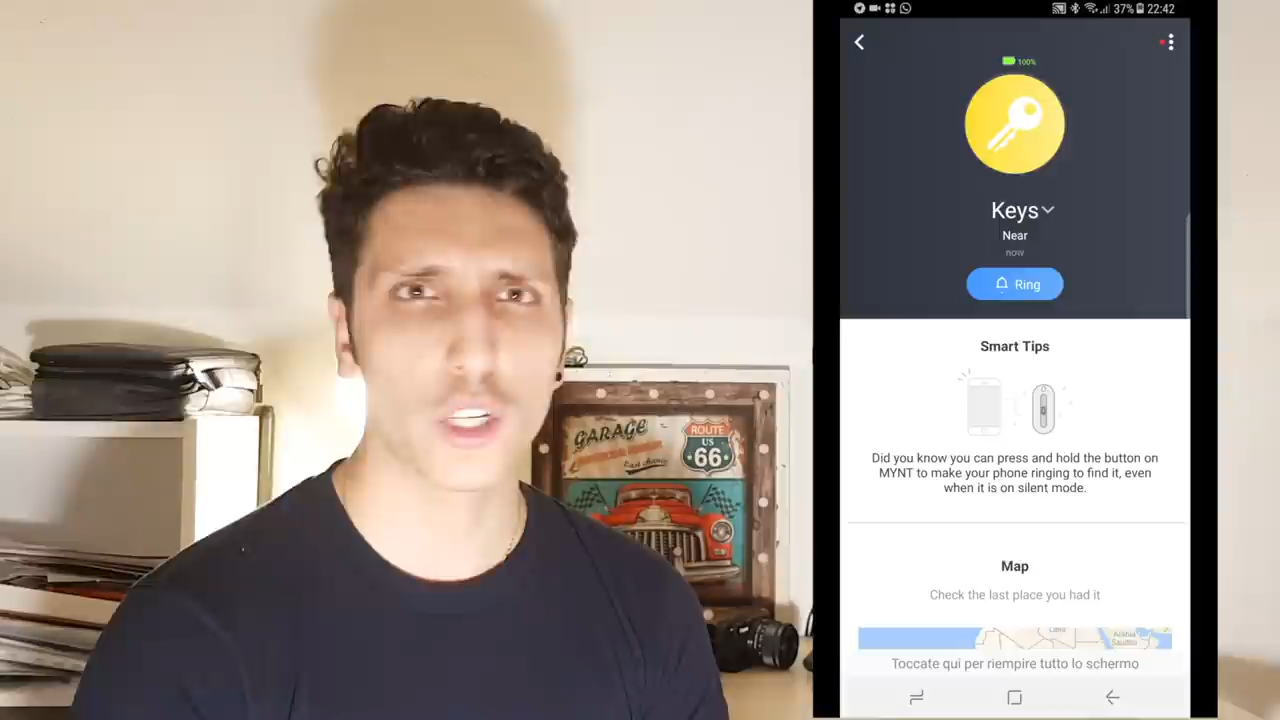 37% 22:42
100%
Keys
Near
now
Ring
Smart Tips
Did you know you can press and hold the button on
MYNT to make your phone ringing to find it, even
when it is on silent mode.
Map
Check the last place you had it
Arabia
Saudita
Toccate qui per riempire tutto lo schermo
GARAGE
ROUTE
US
66